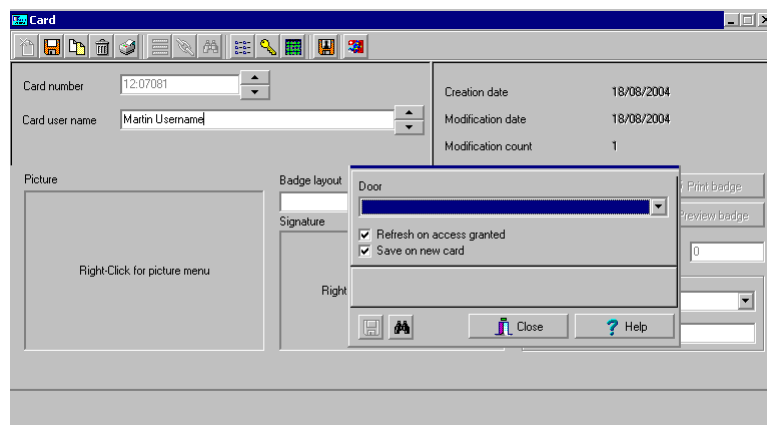 Card
Card number 12:07081
Card user name Martin Username
Creation date 18/08/2004
Modification date 18/08/2004
Modification count 1
Picture
Right-Click for picture menu
Badge layout
Signature
Right
Door
Refresh on access granted
Save on new card
Close
Help
Print badge
Preview badge
0